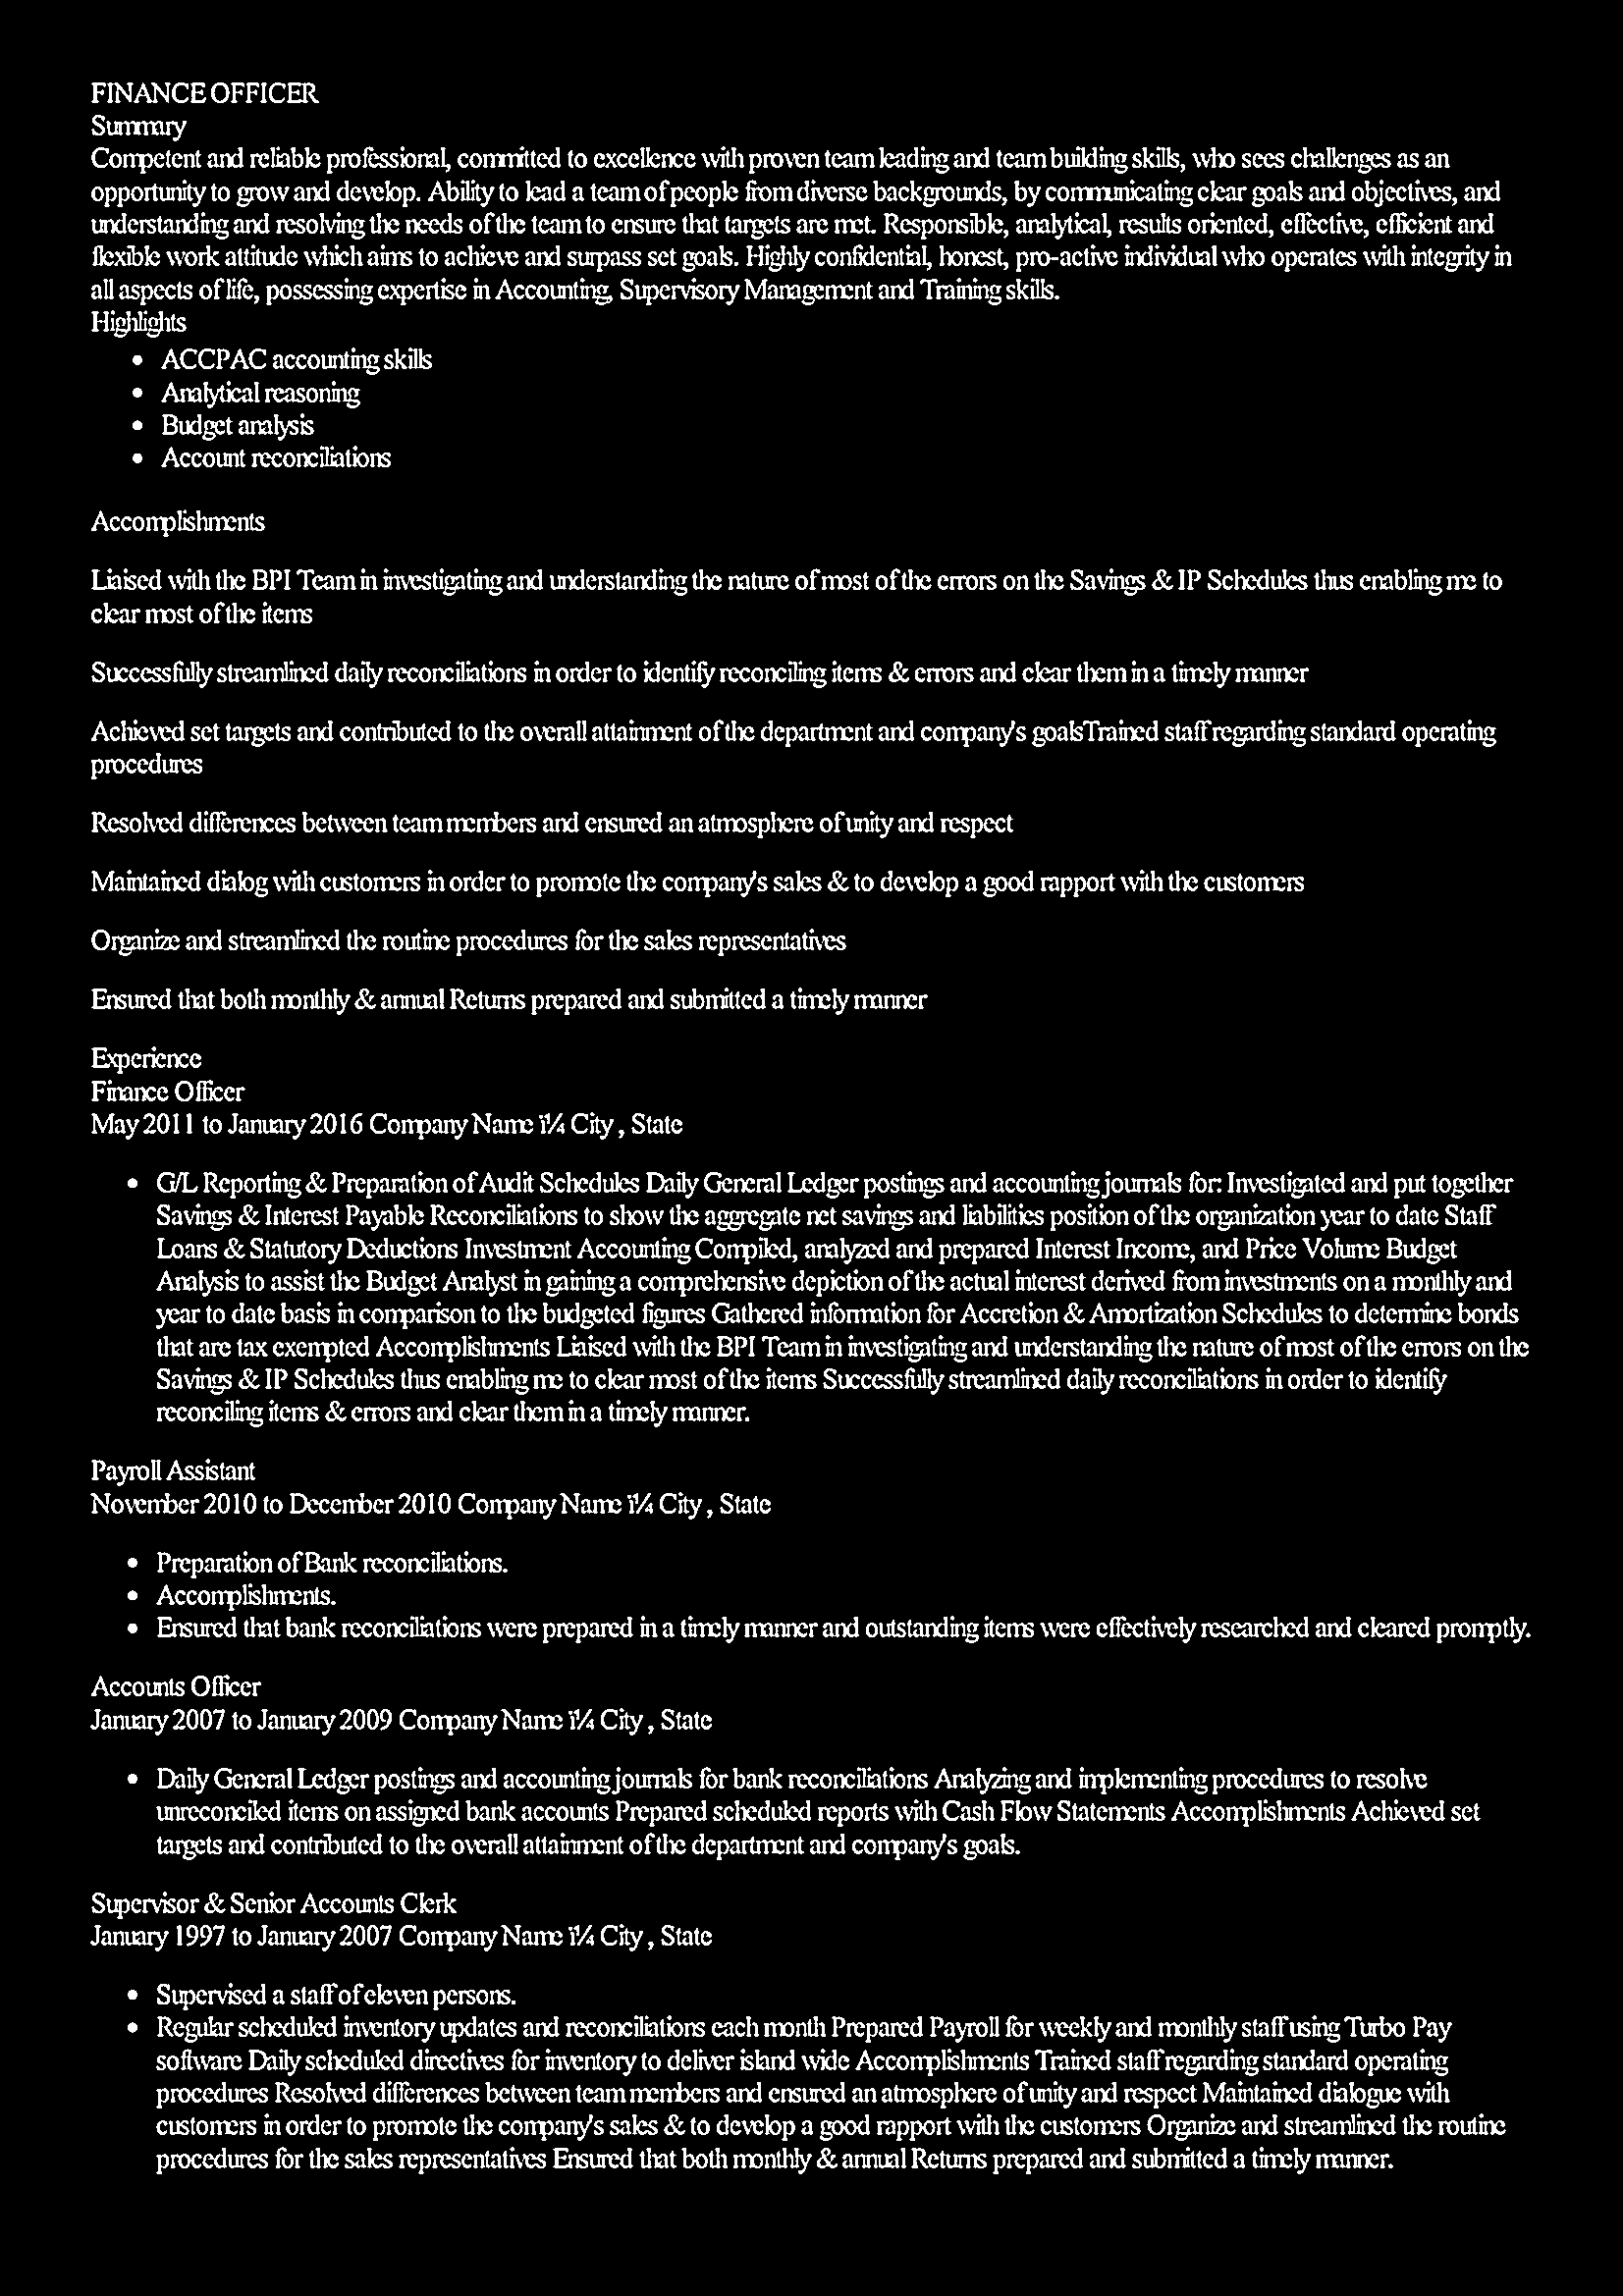 FINANCE OFFICER
Summary
Competent and reliable professional, committed to excellence with proven team leading and team building skills, who sees challenges as an
opportunity to grow and develop. Ability to lead a team of people from diverse backgrounds, by communicating clear goals and objectives, and
understanding and resolving the needs of the team to ensure that targets are met. Responsible, analytical, results oriented, effective, efficient and
flexible work attitude which aims to achieve and surpass set goals. Highly confidential, honest, pro-active individual who operates with integrity in
all aspects of life, possessing expertise in Accounting, Supervisory Management and Training skills.
Highlights
• ACCPAC accounting skills
• Analytical reasoning
• Budget analysis
• Account reconciliations
Accomplishments
Liaised with the BPI Team in investigating and understanding the nature of most of the errors on the Savings & IP Schedules thus enabling me to
clear most of the items
Successfully streamlined daily reconciliations in order to identify reconciling items & errors and clear them in a timely manner
Achieved set targets and contributed to the overall attainment of the department and company's goalsTrained staff regarding standard operating
procedures
Resolved differences between team members and ensured an atmosphere of unity and respect
Maintained dialog with customers in order to promote the company's sales & to develop a good rapport with the customers
Organize and streamlined the routine procedures for the sales representatives
Ensured that both monthly & annual Returns prepared and submitted a timely manner
Experience
Finance Officer
May 2011 to January 2016 Company Name ï¼ City , State
• G/L Reporting & Preparation of Audit Schedules Daily General Ledger postings and accounting journals for: Investigated and put together
Savings & Interest Payable Reconciliations to show the aggregate net savings and liabilities position of the organization year to date Staff
Loans & Statutory Deductions Investment Accounting Compiled, analyzed and prepared Interest Income, and Price Volume Budget
Analysis to assist the Budget Analyst in gaining a comprehensive depiction of the actual interest derived from investments on a monthly and
year to date basis in comparison to the budgeted figures Gathered information for Accretion & Amortization Schedules to determine bonds
that are tax exempted Accomplishments Liaised with the BPI Team in investigating and understanding the nature of most of the errors on the
Savings & IP Schedules thus enabling me to clear most of the items Successfully streamlined daily reconciliations in order to identify
reconciling items & errors and clear them in a timely manner.
Payroll Assistant
November 2010 to December 2010 Company Name ï¼ City , State
• Preparation of Bank reconciliations.
• Accomplishments.
• Ensured that bank reconciliations were prepared in a timely manner and outstanding items were effectively researched and cleared promptly.
Accounts Officer
January 2007 to January 2009 Company Name ï¼ City , State
• Daily General Ledger postings and accounting journals for bank reconciliations Analyzing and implementing procedures to resolve
unreconciled items on assigned bank accounts Prepared scheduled reports with Cash Flow Statements Accomplishments Achieved set
targets and contributed to the overall attainment of the department and company's goals.
Supervisor & Senior Accounts Clerk
January 1997 to January 2007 Company Name ï¼ City , State
• Supervised a staff of eleven persons.
• Regular scheduled inventory updates and reconciliations each month Prepared Payroll for weekly and monthly staff using Turbo Pay
software Daily scheduled directives for inventory to deliver island wide Accomplishments Trained staff regarding standard operating
procedures Resolved differences between team members and ensured an atmosphere of unity and respect Maintained dialogue with
customers in order to promote the company's sales & to develop a good rapport with the customers Organize and streamlined the routine
procedures for the sales representatives Ensured that both monthly & annual Returns prepared and submitted a timely manner.